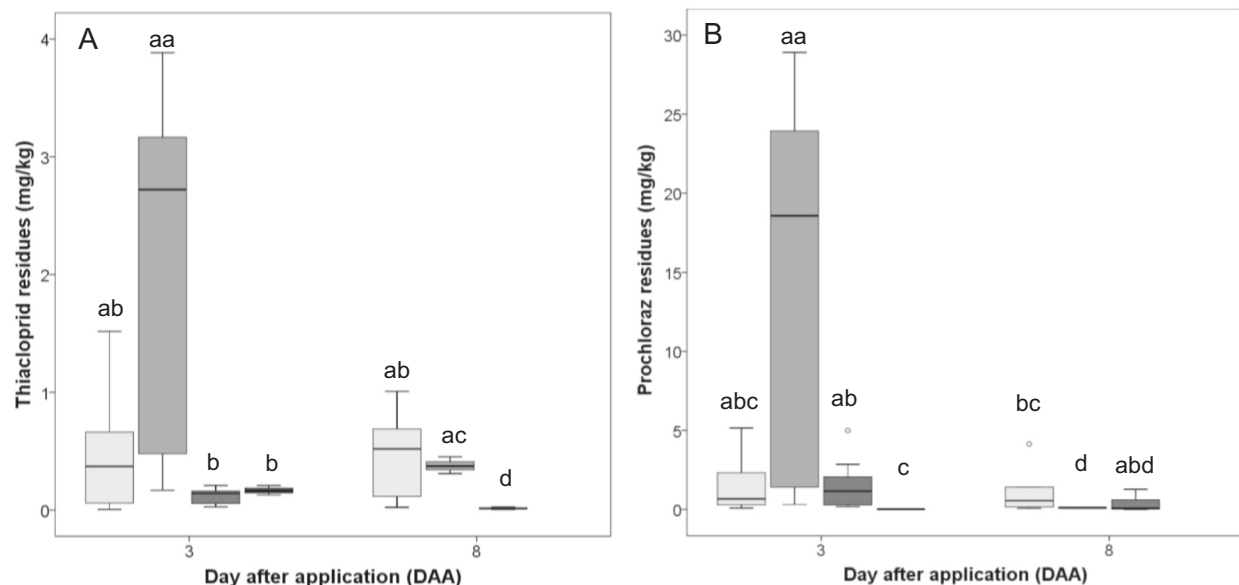 A
aa
ab
b
b
ab
ac
d
4
3
2
1
0
Thiacloprid residues (mg/kg)
3
8
Day after application (DAA)
B
aa
abc
ab
c
bc
d
abd
30
25
20
15
10
5
0
Prochloraz residues (mg/kg)
3
8
Day after application (DAA)